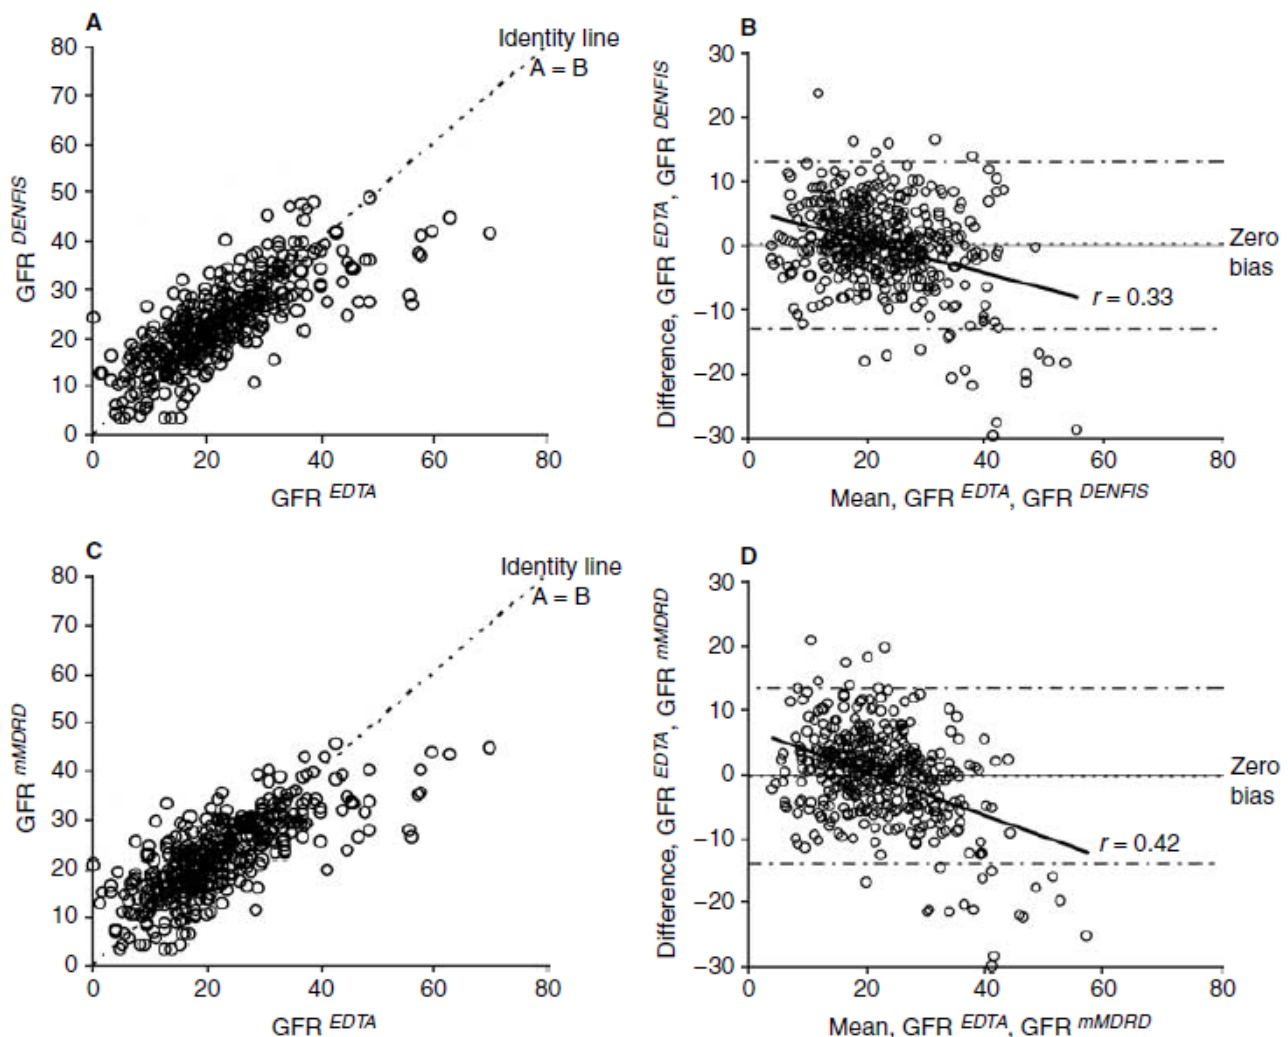 A
Identity line
A = B
80
70
60
50
40
30
20
10
0
GFR DENFIS
0 20 40 60 80
GFR EDTA
B
30
20
10
0
−10
−20
−30
Difference, GFR EDTA, GFR DENFIS
Zero
bias
r = 0.33
0 20 40 60 80
Mean, GFR EDTA, GFR DENFIS
C
Identity line
A = B
80
70
60
50
40
30
20
10
0
GFR mMDRD
0 20 40 60 80
GFR EDTA
D
30
20
10
0
−10
−20
−30
Difference, GFR EDTA, GFR mMDRD
Zero
bias
r = 0.42
0 20 40 60 80
Mean, GFR EDTA, GFR mMDRD